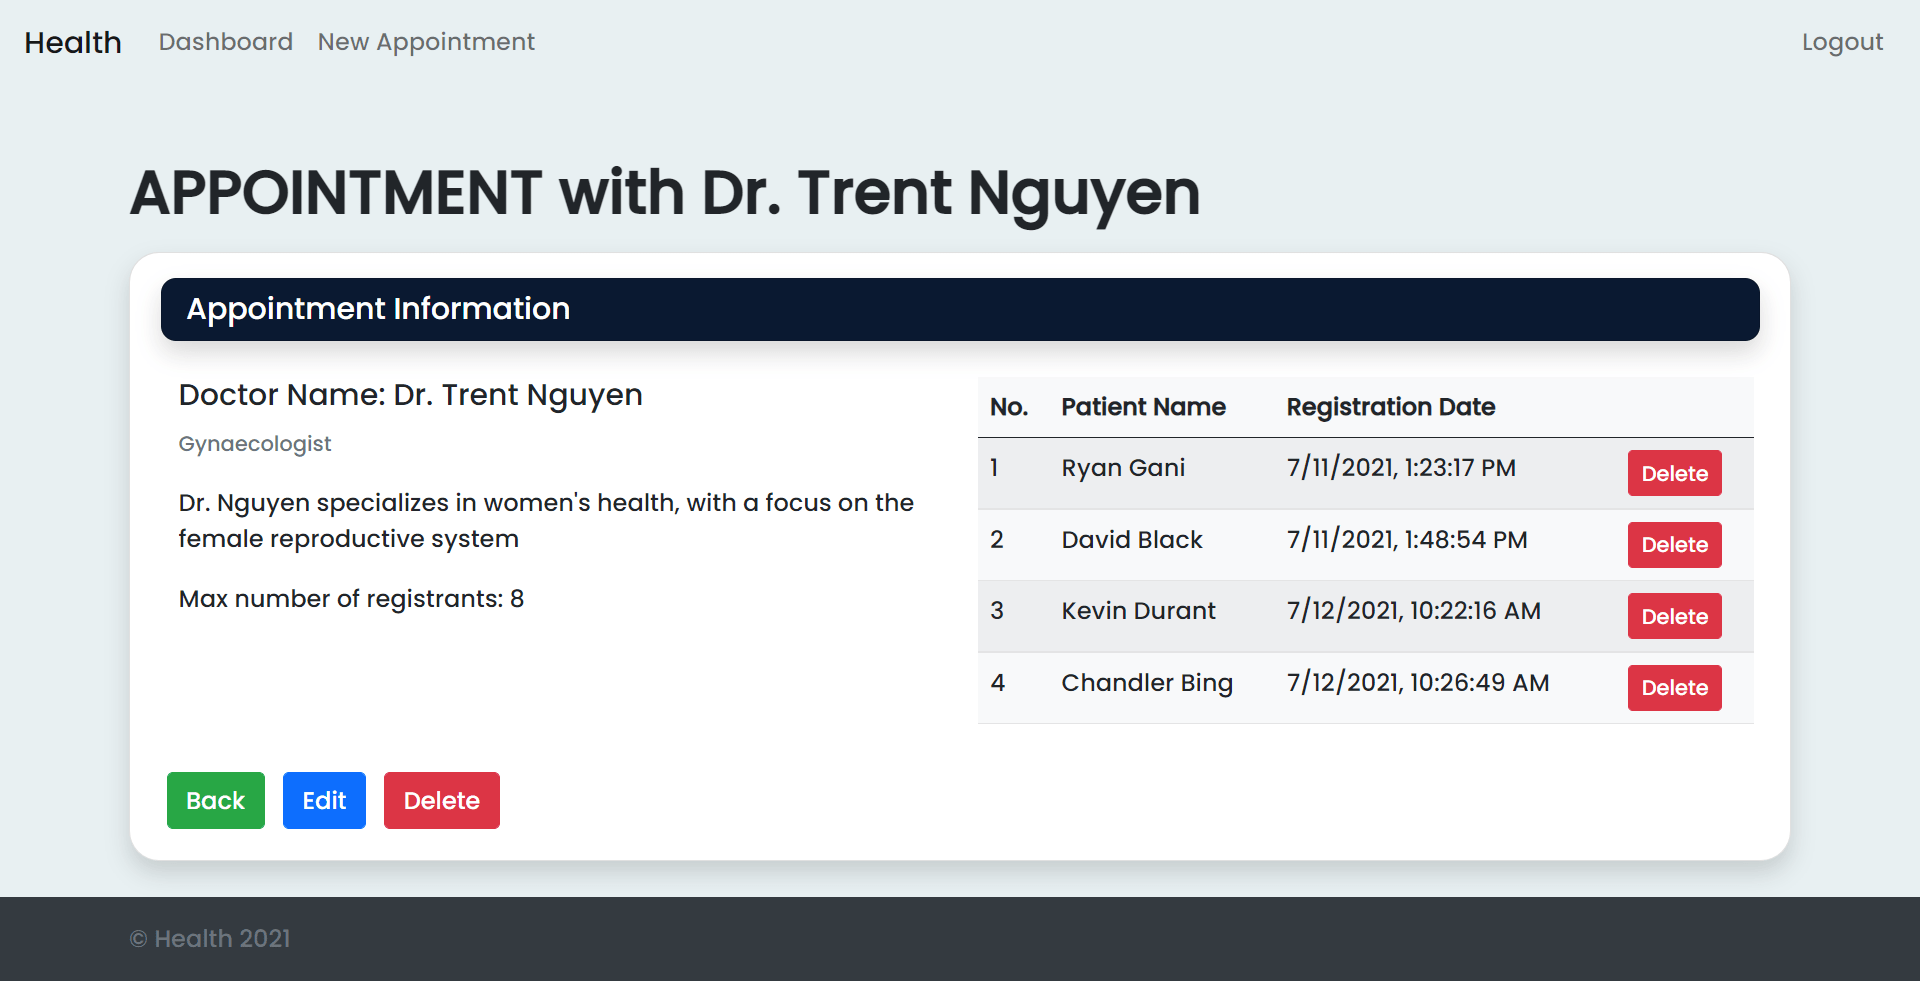 Health Dashboard New Appointment Logout
APPOINTMENT with Dr. Trent Nguyen
Appointment Information
Doctor Name: Dr. Trent Nguyen
Gynaecologist
Dr. Nguyen specializes in women's health, with a focus on the
female reproductive system
Max number of registrants: 8
No. Patient Name Registration Date
1 Ryan Gani 7/11/2021, 1:23:17 PM Delete
2 David Black 7/11/2021, 1:48:54 PM Delete
3 Kevin Durant 7/12/2021, 10:22:16 AM Delete
4 Chandler Bing 7/12/2021, 10:26:49 AM Delete
Back Edit Delete
© Health 2021